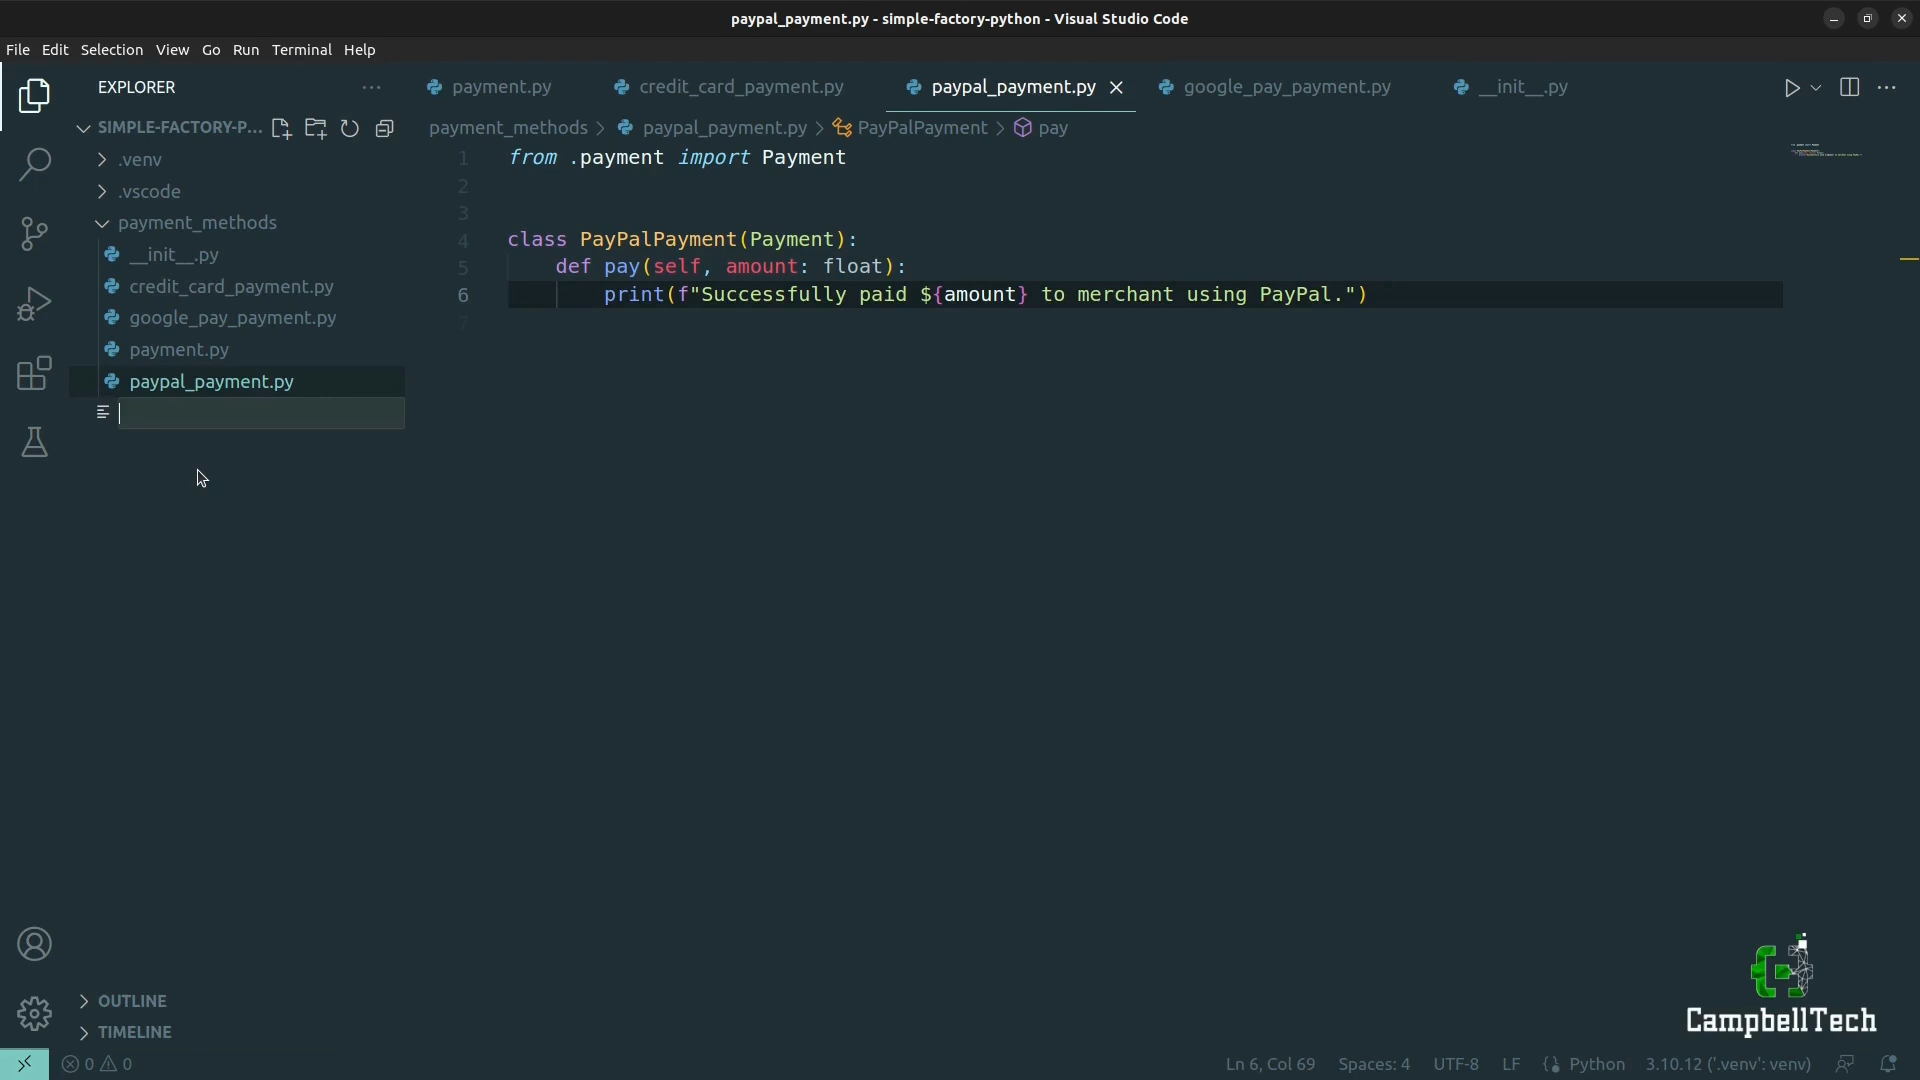 paypal_payment.py - simple-factory-python - Visual Studio Code
File Edit Selection View Go Run Terminal Help
EXPLORER
payment.py credit_card_payment.py paypal_payment.py google_pay_payment.py __init__.py
SIMPLE-FACTORY-P...
payment_methods > paypal_payment.py > PayPalPayment > pay
.venv
.vscode
payment_methods
__init__.py
credit_card_payment.py
google_pay_payment.py
payment.py
paypal_payment.py
1 from .payment import Payment
2
3
4 class PayPalPayment(Payment):
5 def pay(self, amount: float):
6 print(f"Successfully paid ${amount} to merchant using PayPal.")
7
OUTLINE
TIMELINE
CampbellTech
0 0
Ln 6, Col 69 Spaces: 4 UTF-8 LF Python 3.10.12 ('.venv': venv)